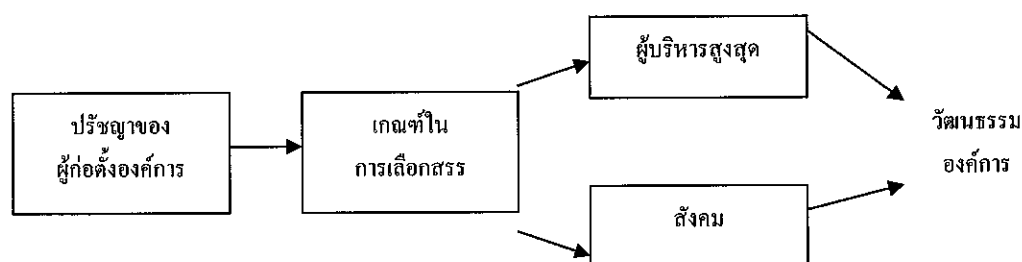 ปรัชญาของ
ผู้ก่อตั้งองค์การ
เกณฑ์ใน
การเลือกสรร
ผู้บริหารสูงสุด
สังคม
วัฒนธรรม
องค์การ